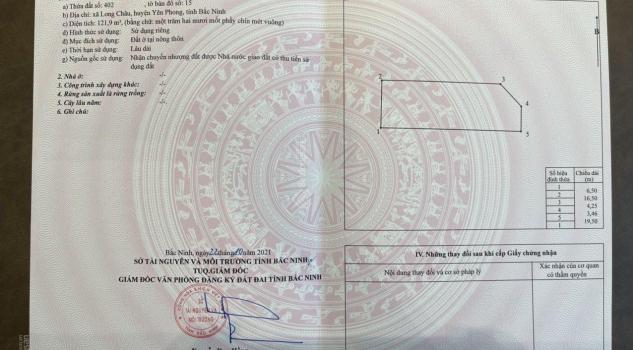 a) Thửa đất số: 402 , tờ bản đồ số: 15
b) Địa chỉ: xã Long Châu, huyện Yên Phong, tỉnh Bắc Ninh
c) Diện tích: 121,9 m², (bằng chữ: một trăm hai mươi mốt phẩy chín mét vuông)
d) Hình thức sử dụng: Sử dụng riêng
đ) Mục đích sử dụng: Đất ở tại nông thôn
e) Thời hạn sử dụng: Lâu dài
g) Nguồn gốc sử dụng: Nhận chuyển nhượng đất được Nhà nước giao đất có thu tiền sử
dụng đất
2. Nhà ở: -/-
3. Công trình xây dựng khác: -/-
4. Rừng sản xuất là rừng trồng: -/-
5. Cây lâu năm: -/-
6. Ghi chú:
Bắc Ninh, ngày tháng năm 2021
SỞ TÀI NGUYÊN VÀ MÔI TRƯỜNG TỈNH BẮC NINH
TUQ.GIÁM ĐỐC
GIÁM ĐỐC VĂN PHÒNG ĐĂNG KÝ ĐẤT ĐAI TỈNH BẮC NINH
SỞ
TÀI NGUYÊN VÀ
MÔI TRƯỜNG
B
2
3
4
1
5
Số hiệu đỉnh thửa
Chiều dài (m)
1
6,50
2
16,50
3
4,25
4
3,46
5
19,50
1
IV. Những thay đổi sau khi cấp Giấy chứng nhận
Nội dung thay đổi và cơ sở pháp lý
Xác nhận của cơ quan
có thẩm quyền